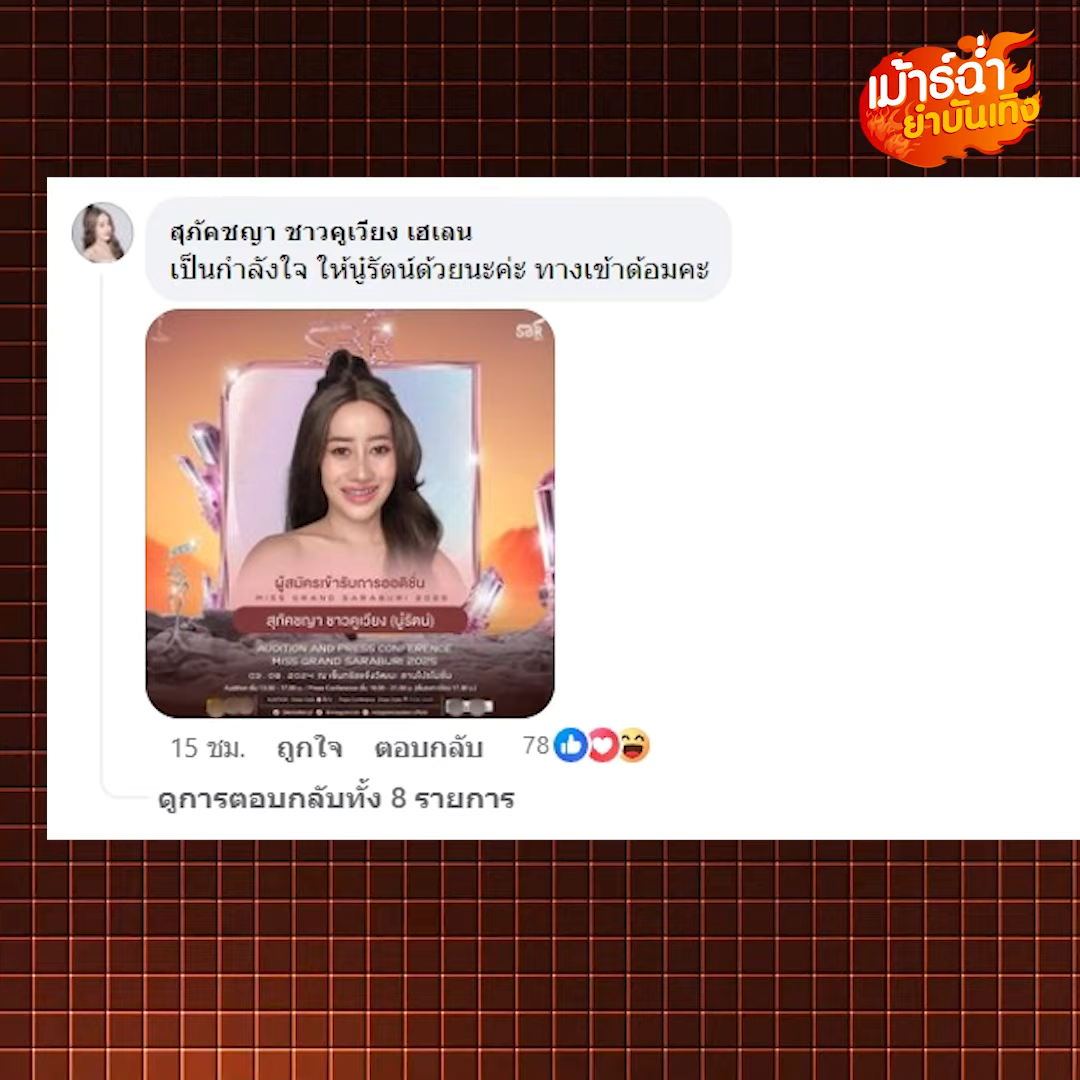 เม้าธ์ฉ่ำ
ยำบันเทิง
สุภัคชญา ชาวคูเวียง เฮเลน
เป็นกำลังใจ ให้นู๋รัตน์ด้วยนะค่ะ ทางเข้าด้อมคะ
SBR
SBR
ผู้สมัครเข้ารับการออดิชั่น
MISS GRAND SARABURI 2025
สุภัคชญา ชาวคูเวียง (นู๋รัตน์)
AUDITION AND PRESS CONFERENCE
MISS GRAND SARABURI 2025
15 ชม. ถูกใจ ตอบกลับ 78
ดูการตอบกลับทั้ง 8 รายการ